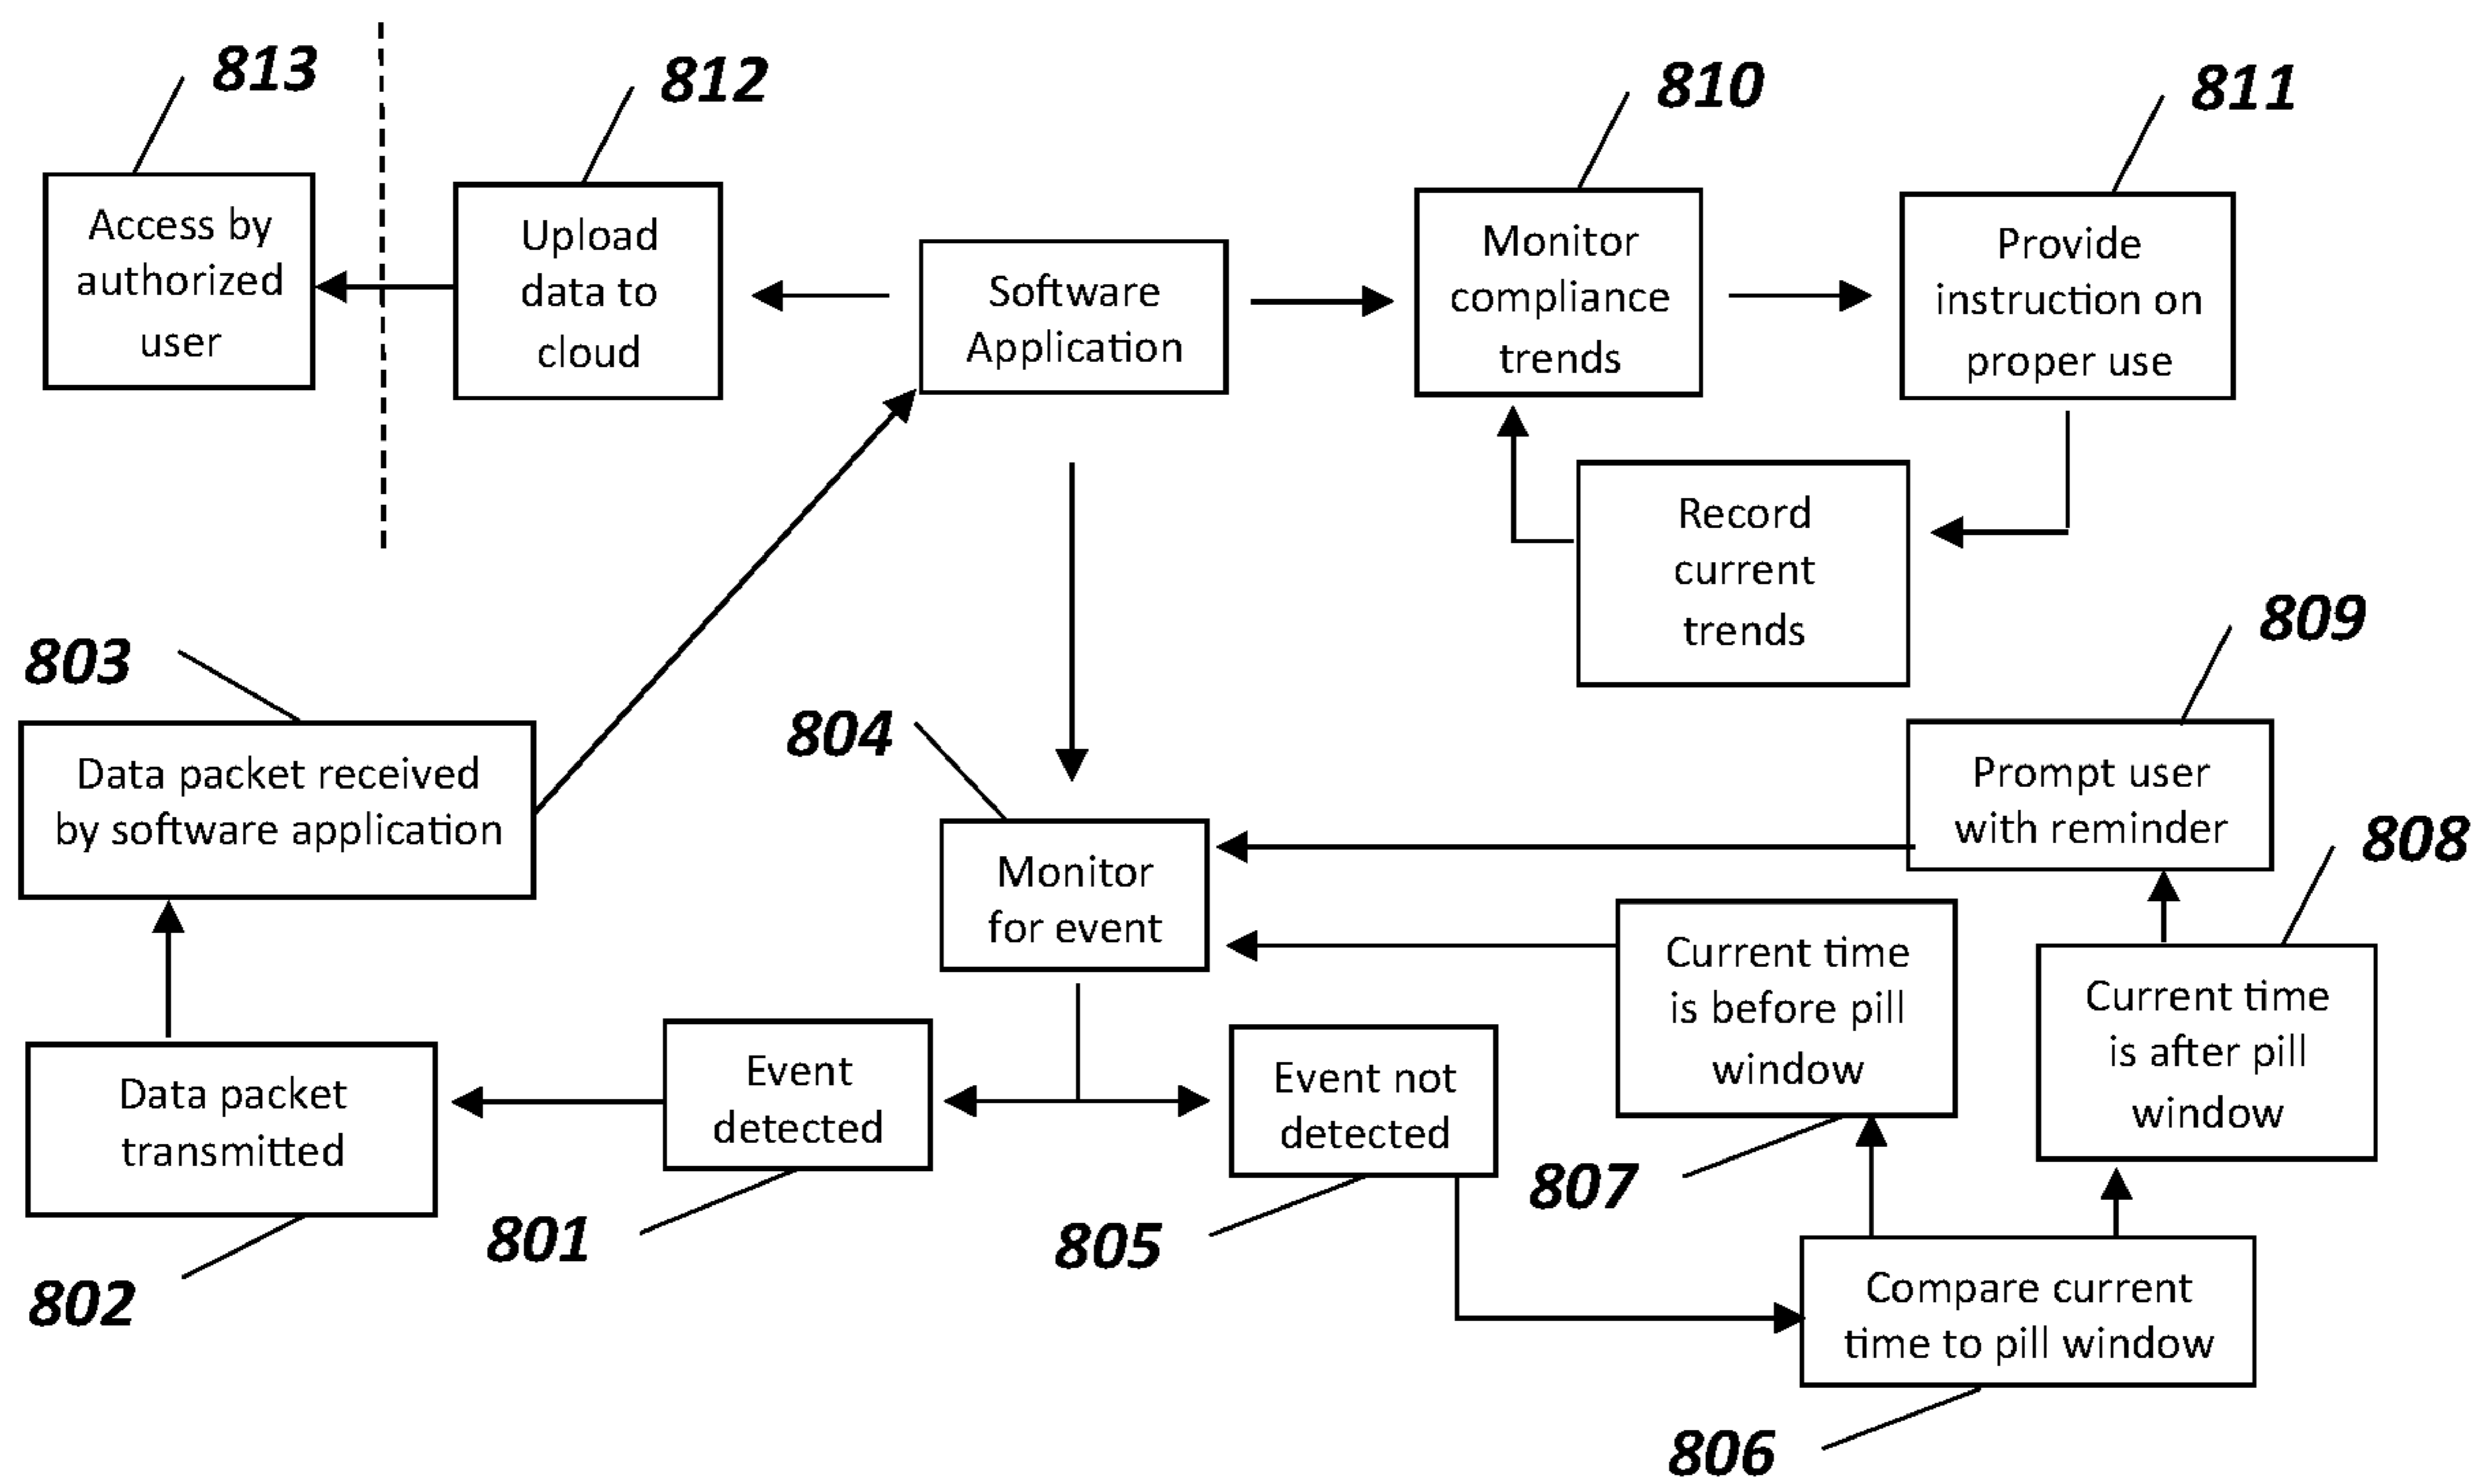 813
812
810
811
Access by
authorized
user
Upload
data to
cloud
Software
Application
Monitor
compliance
trends
Provide
instruction on
proper use
Record
current
trends
803
809
804
808
Data packet received
by software application
Prompt user
with reminder
Monitor
for event
Current time
is before pill
window
Current time
is after pill
window
Data packet
transmitted
Event
detected
Event not
detected
807
801
805
802
Compare current
time to pill window
806